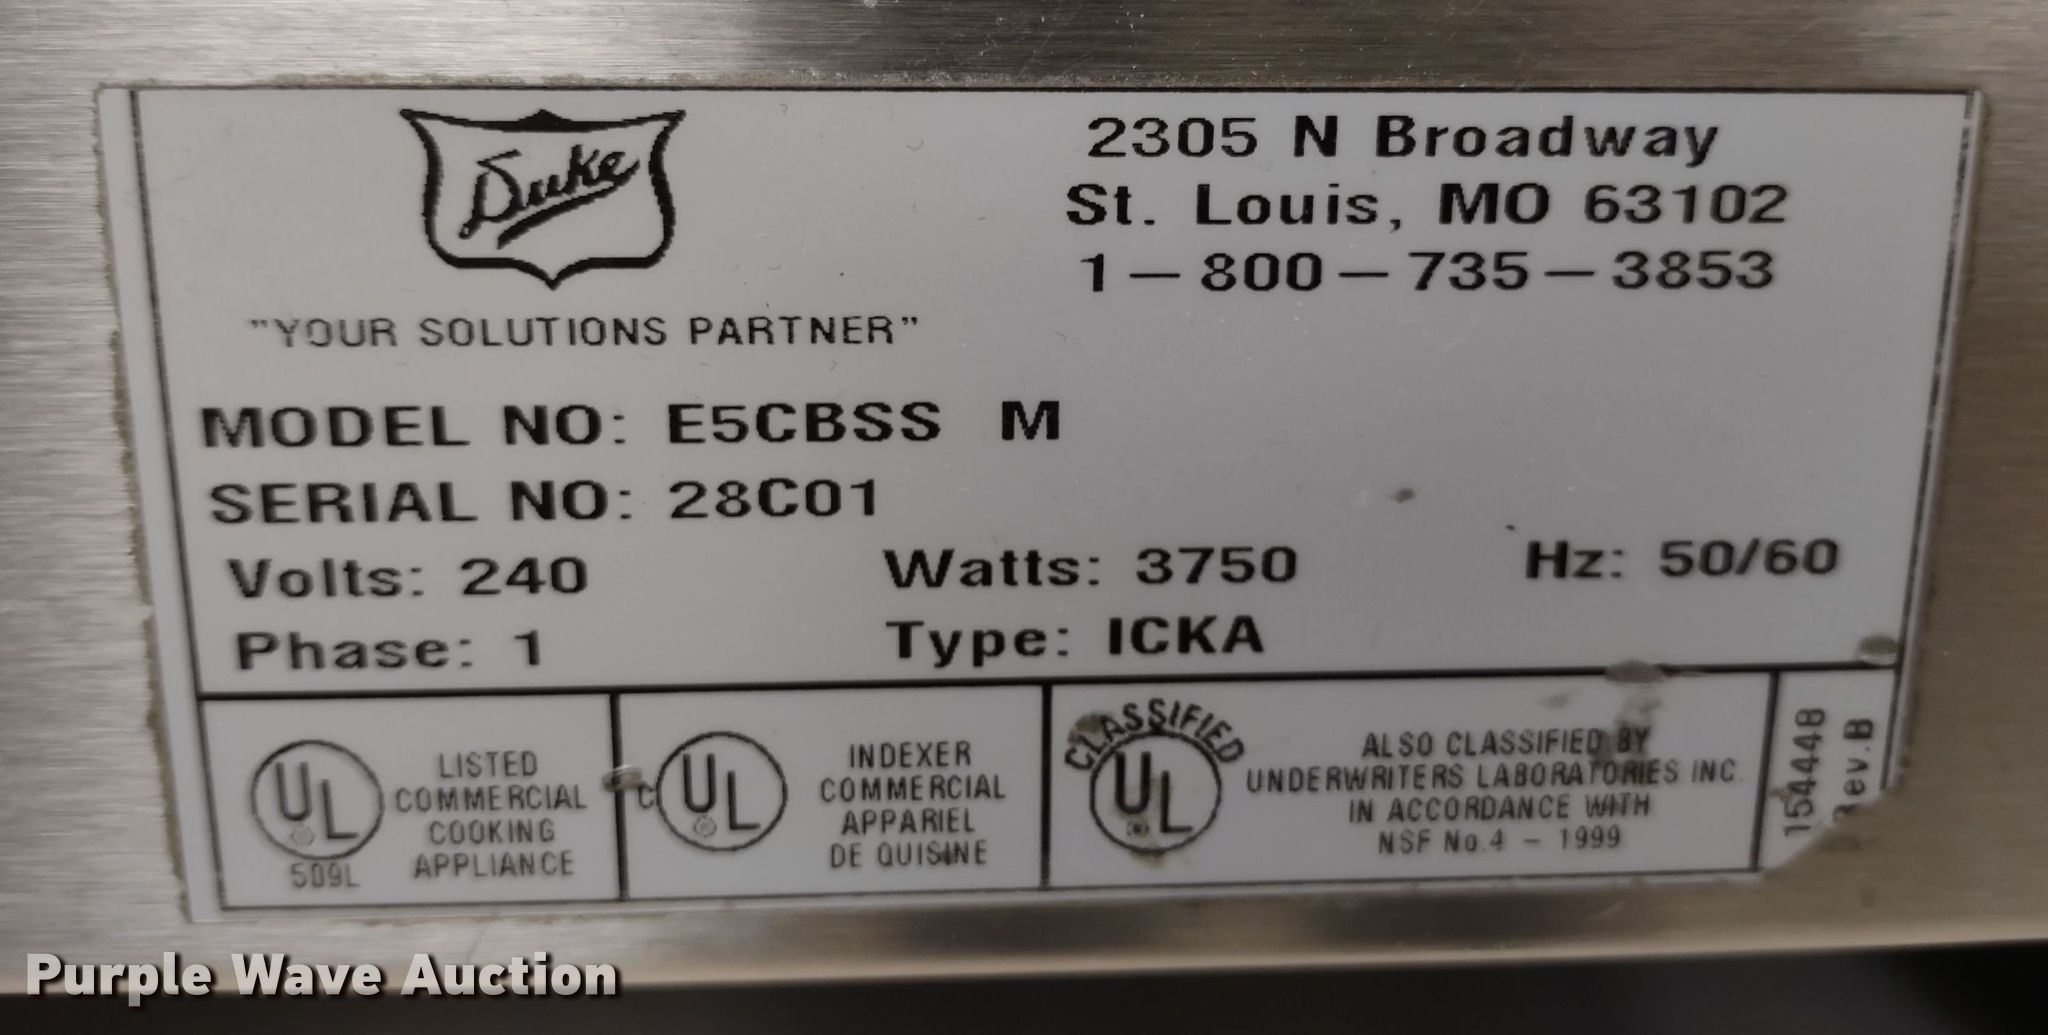 Duke
"YOUR SOLUTIONS PARTNER"
2305 N Broadway
St. Louis, MO 63102
1-800-735-3853
MODEL NO: E5CBSS M
SERIAL NO: 28C01
Volts: 240 Watts: 3750 Hz: 50/60
Phase: 1 Type: ICKA
UL
509L
LISTED
COMMERCIAL
COOKING
APPLIANCE
C UL
INDEXER
COMMERCIAL
APPARIEL
DE QUISINE
CLASSIFIED
UL
ALSO CLASSIFIED BY
UNDERWRITERS LABORATORIES INC.
IN ACCORDANCE WITH
NSF No.4 - 1999
154444B
Rev.B
Purple Wave Auction